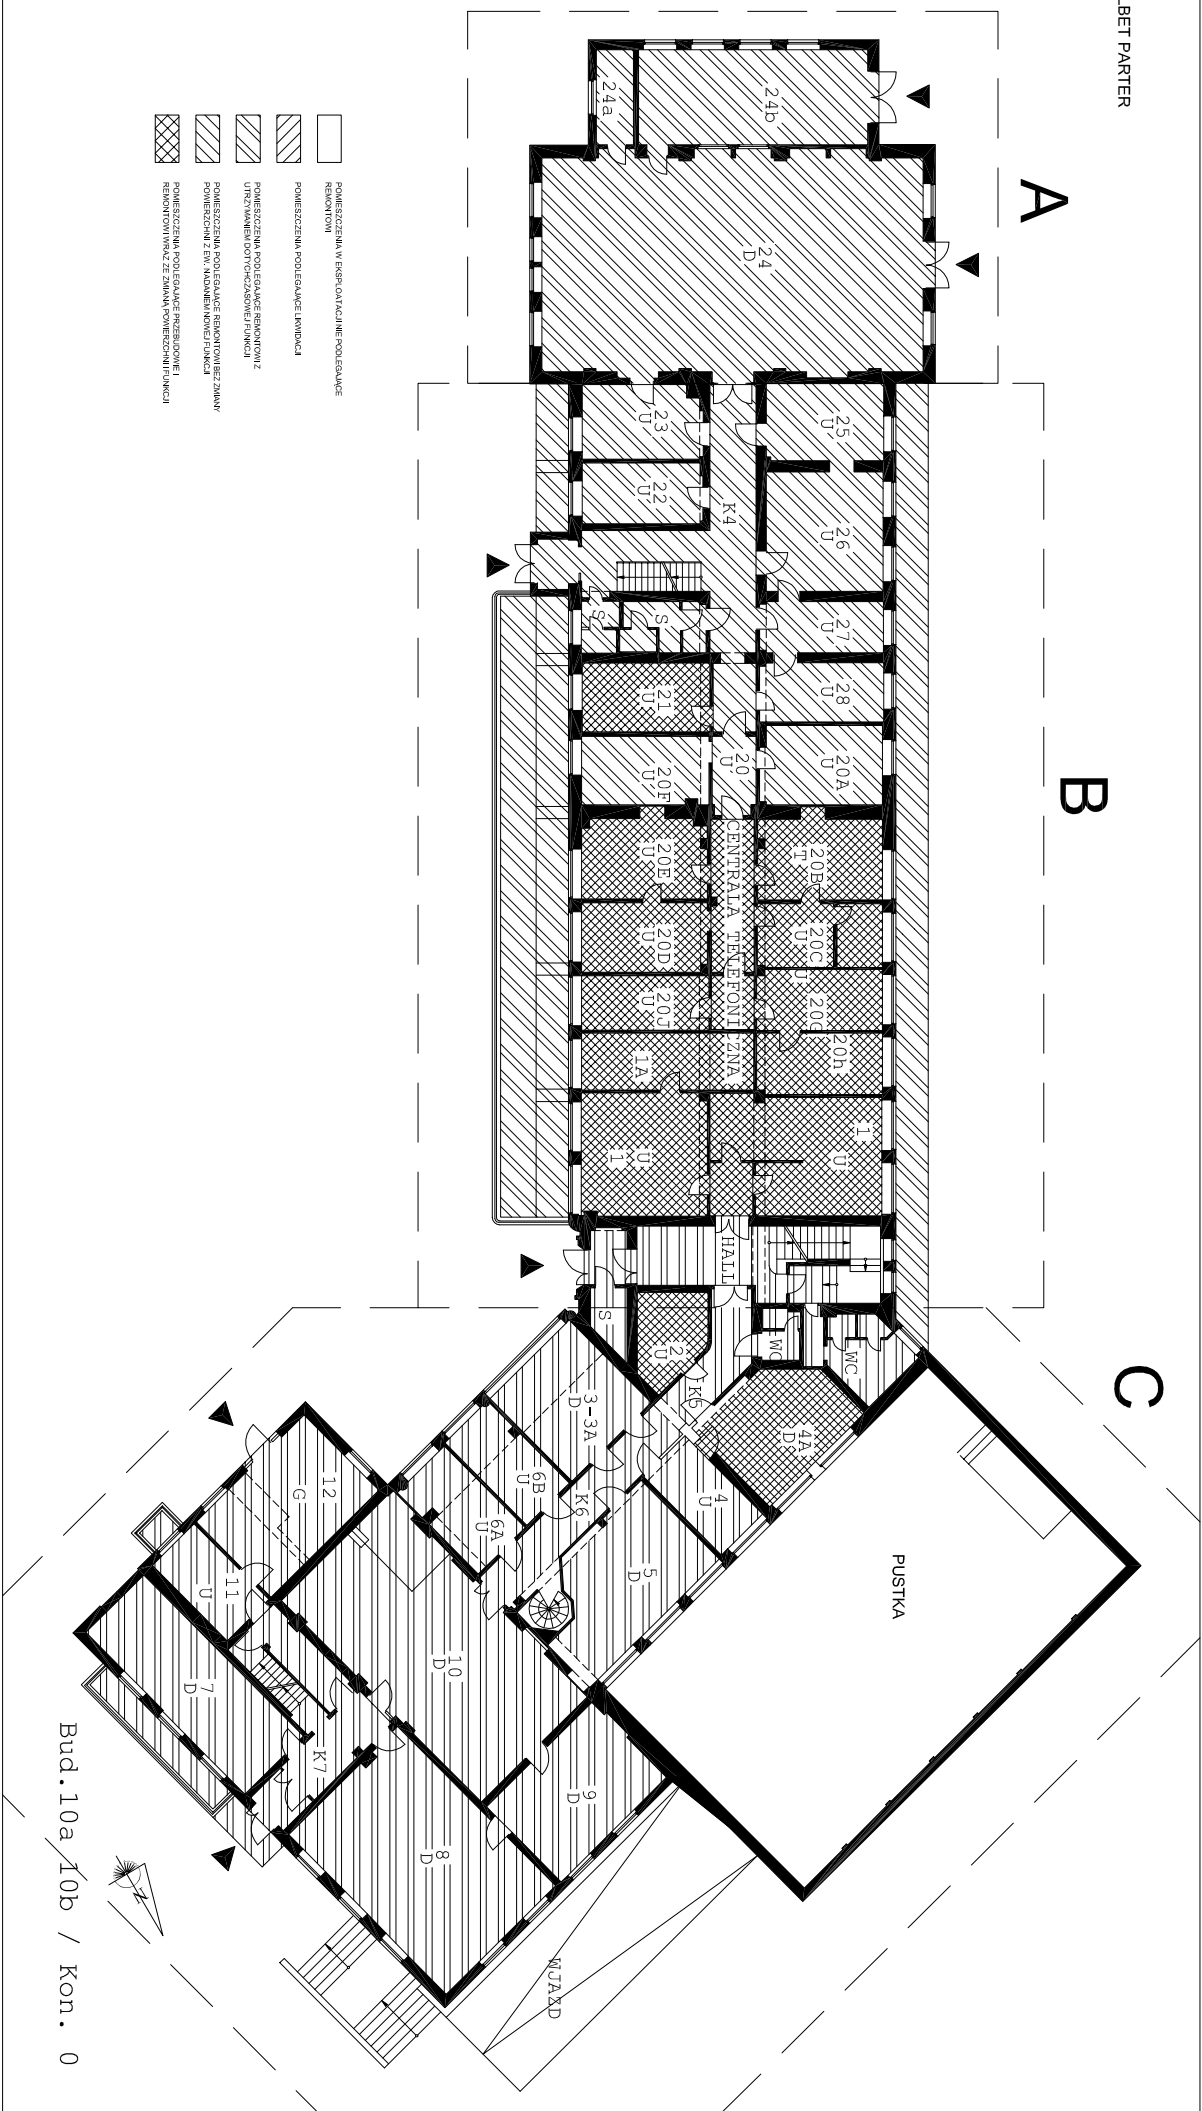 LBET PARTER
A
B
C
24a
24b
24
D
23
U
22
U
25
U
26
U
K4
27
U
28
U
S
S
21
U
20
U
20A
U
20F
U
20E
U
20B
T
CENTRALA TELEFONICZNA
20D
U
20C
U
20J
U
20G
U
1A
20h
1
U
1
U
HALL
S
2
U
WC
WC
K5
4A
D
3-3A
D
4
U
6B
U
K6
6A
U
5
D
12
G
11
U
10
D
7
D
K7
9
D
8
D
PUSTKA
WJAZD
N
POMIESZCZENIA W EKSPLOATACJI NIE PODLEGAJĄCE
REMONTOWI
POMIESZCZENIA PODLEGAJĄCE LIKWIDACJI
POMIESZCZENIA PODLEGAJĄCE REMONTOWI Z
UTRZYMANIEM DOTYCHCZASOWEJ FUNKCJI
POMIESZCZENIA PODLEGAJĄCE REMONTOWI BEZ ZMIANY
POWIERZCHNI Z EW. NADANIEM NOWEJ FUNKCJI
POMIESZCZENIA PODLEGAJĄCE PRZEBUDOWIE I
REMONTOWI WRAZ ZE ZMIANĄ POWIERZCHNI I FUNKCJI
Bud.10a 10b / Kon. 0